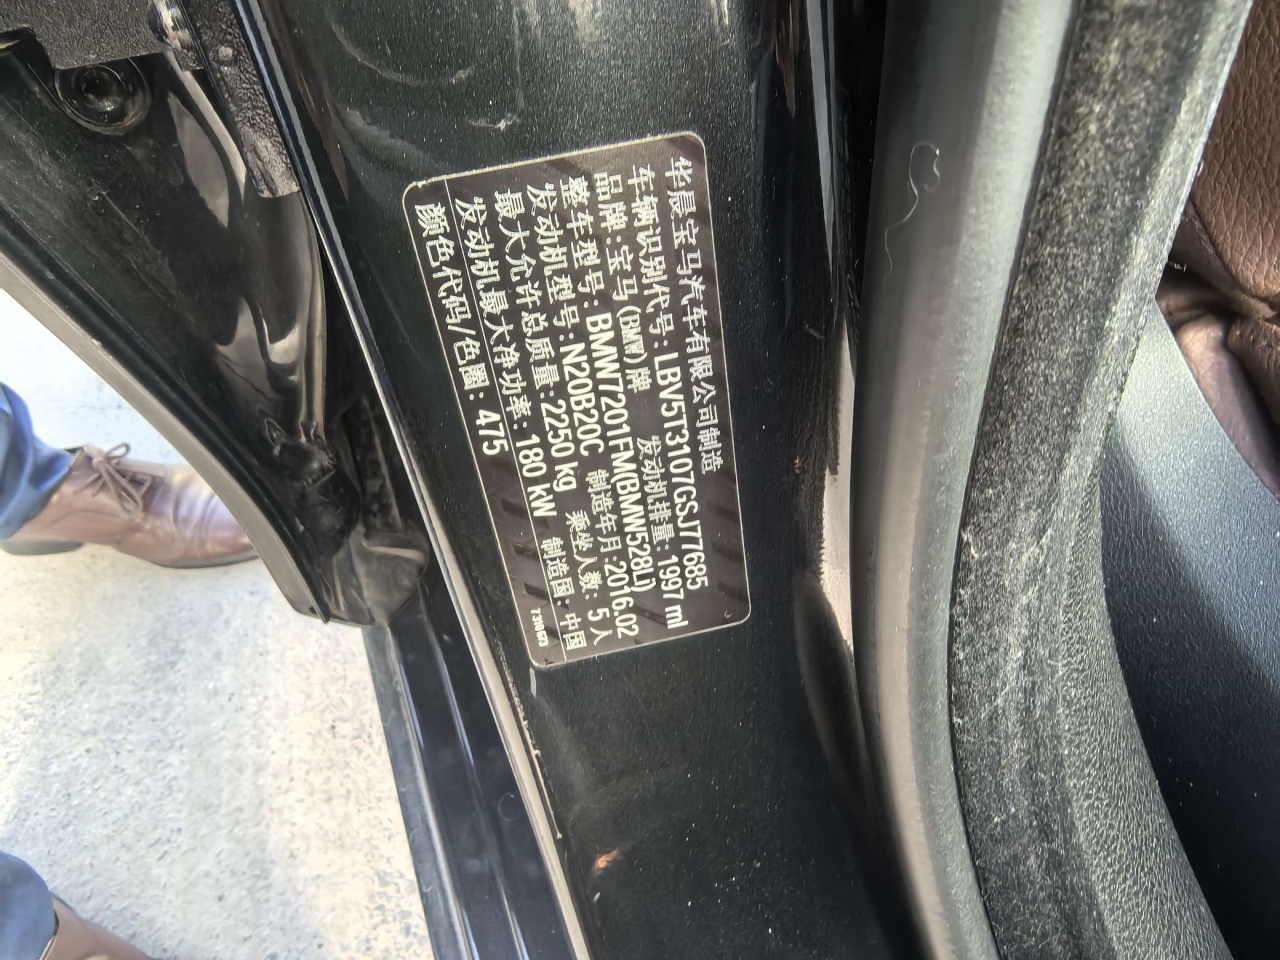 华晨宝马汽车有限公司制造
车辆识别代号: LBV5T3107GSJ77685
品牌: 宝马(BMW)牌 发动机排量: 1997 ml
整车型号: BMW7201FM(BMW528Li)
发动机型号: N20B20C 制造年月: 2016.02
最大允许总质量: 2250 kg 乘坐人数: 5 人
发动机最大净功率: 180 kW 制造国: 中国
颜色代码/色圈: 475